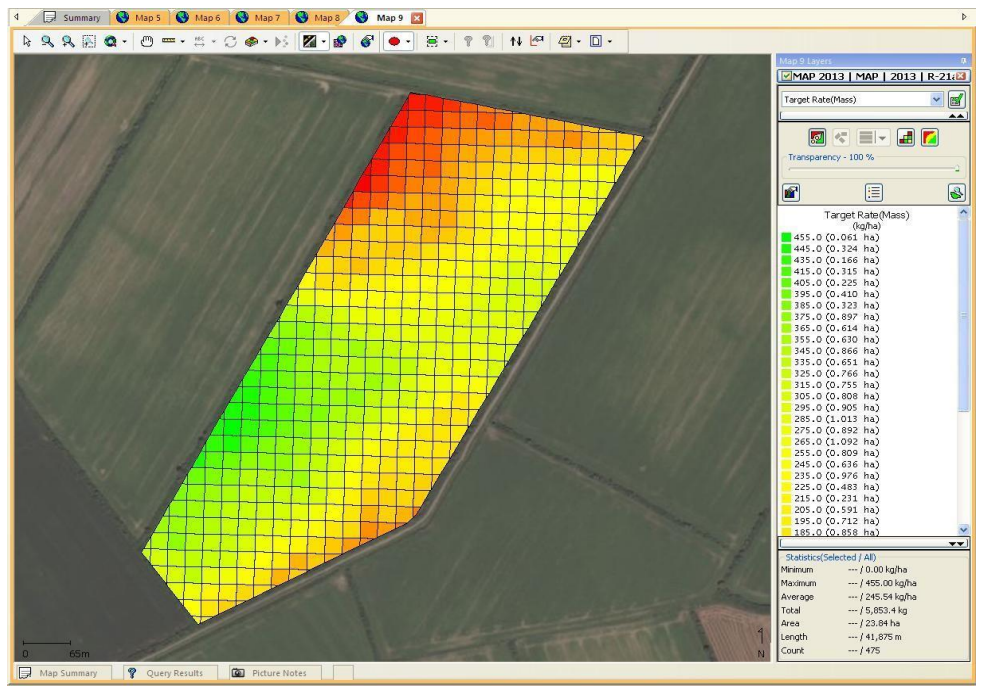 Summary Map 5 Map 6 Map 7 Map 8 Map 9
Map 9 Layers
MAP 2013 | MAP | 2013 | R-21
Target Rate(Mass)
Transparency - 100 %
Target Rate(Mass)
(kg/ha)
455.0 (0.061 ha)
445.0 (0.324 ha)
435.0 (0.166 ha)
415.0 (0.315 ha)
405.0 (0.225 ha)
395.0 (0.410 ha)
385.0 (0.323 ha)
375.0 (0.897 ha)
365.0 (0.614 ha)
355.0 (0.630 ha)
345.0 (0.866 ha)
335.0 (0.651 ha)
325.0 (0.766 ha)
315.0 (0.755 ha)
305.0 (0.808 ha)
295.0 (0.905 ha)
285.0 (1.013 ha)
275.0 (0.892 ha)
265.0 (1.092 ha)
255.0 (0.809 ha)
245.0 (0.636 ha)
235.0 (0.976 ha)
225.0 (0.483 ha)
215.0 (0.231 ha)
205.0 (0.591 ha)
195.0 (0.712 ha)
185.0 (0.858 ha)
Statistics(Selected / All)
Minimum --- / 0.00 kg/ha
Maximum --- / 455.00 kg/ha
Average --- / 245.54 kg/ha
Total --- / 5,853.4 kg
Area --- / 23.84 ha
Length --- / 41,875 m
Count --- / 475
0 65m
N
Map Summary Query Results Picture Notes